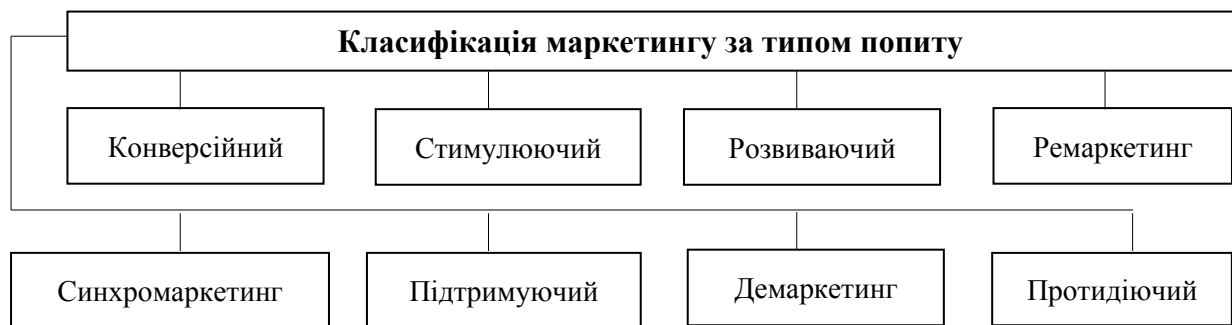 Класифікація маркетингу за типом попиту
Конверсійний
Стимулюючий
Розвиваючий
Ремаркетинг
Синхромаркетинг
Підтримуючий
Демаркетинг
Протидіючий